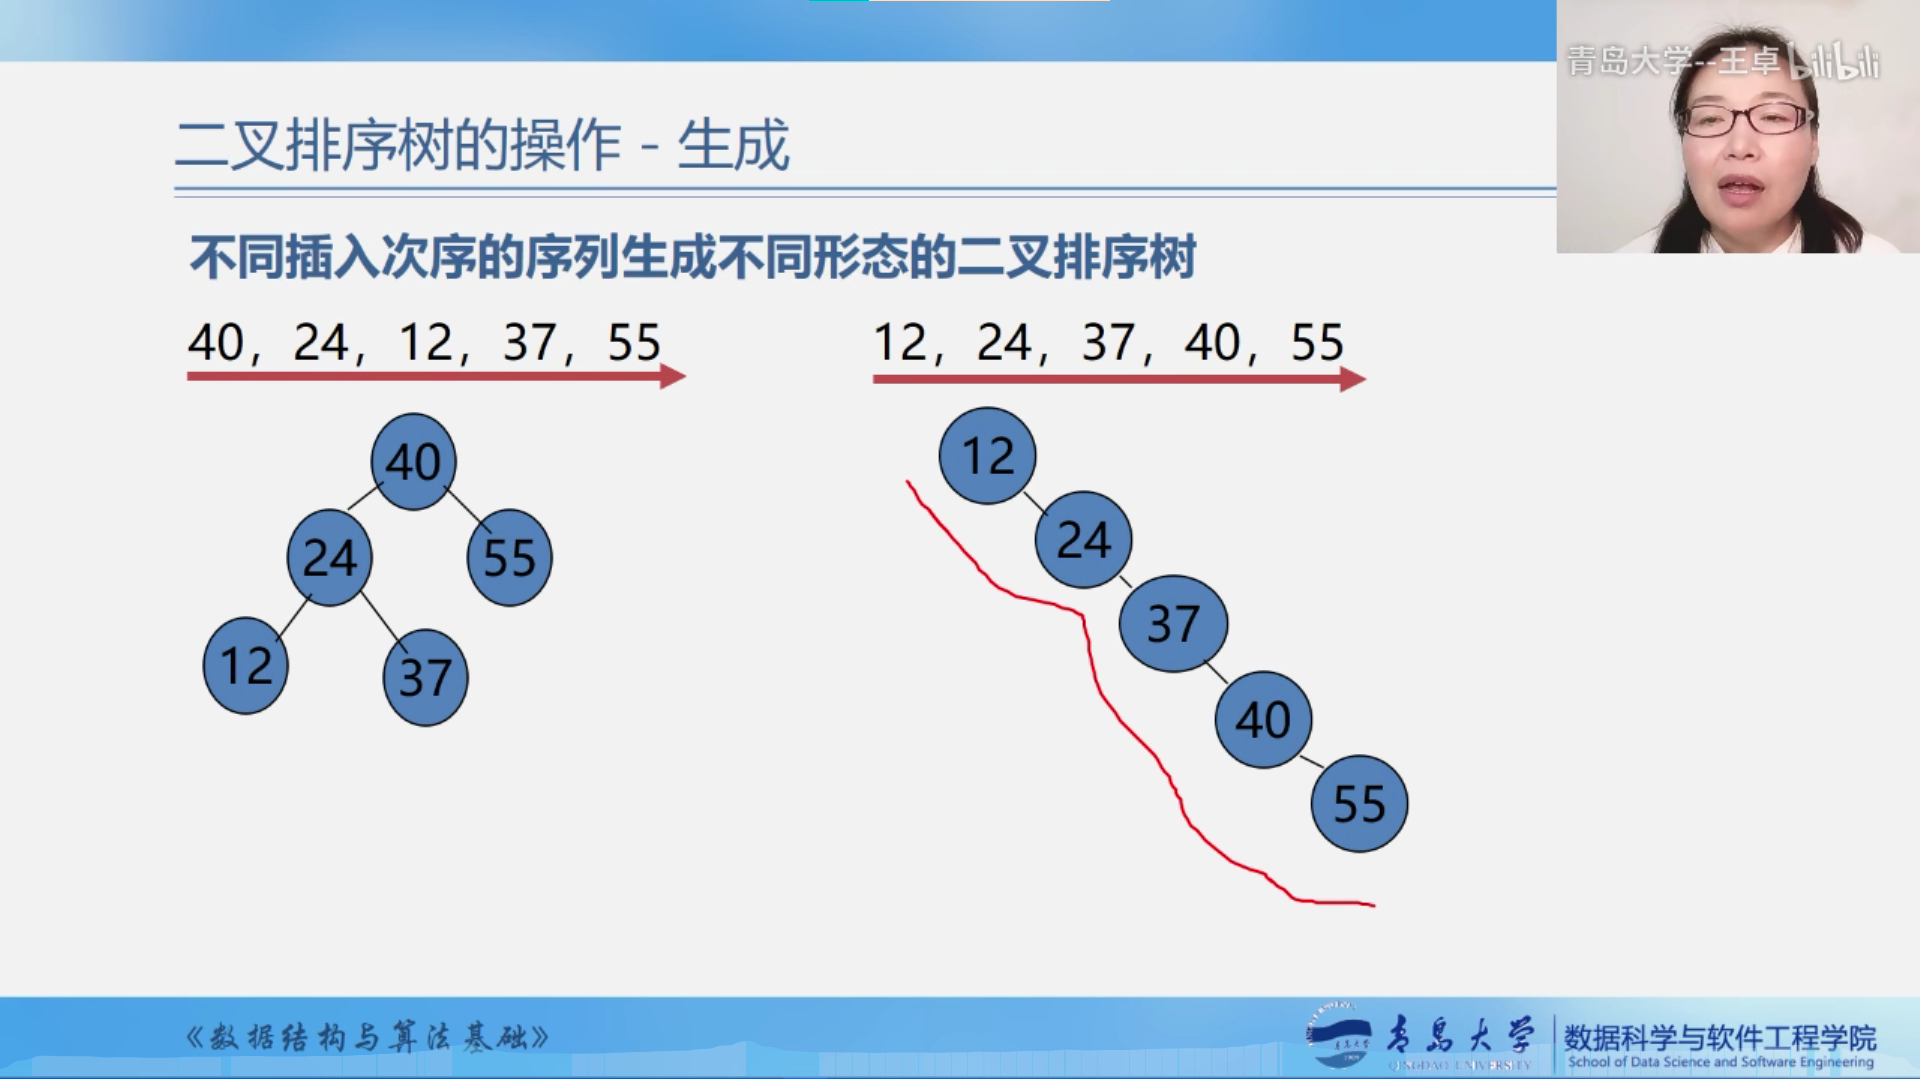 青岛大学--王卓 bilibili
二叉排序树的操作 - 生成
不同插入次序的序列生成不同形态的二叉排序树
40，24，12，37，55
12，24，37，40，55
40
24
55
12
37
12
24
37
40
55
《数据结构与算法基础》
青岛大学
QINGDAO UNIVERSITY
数据科学与软件工程学院
School of Data Science and Software Engineering